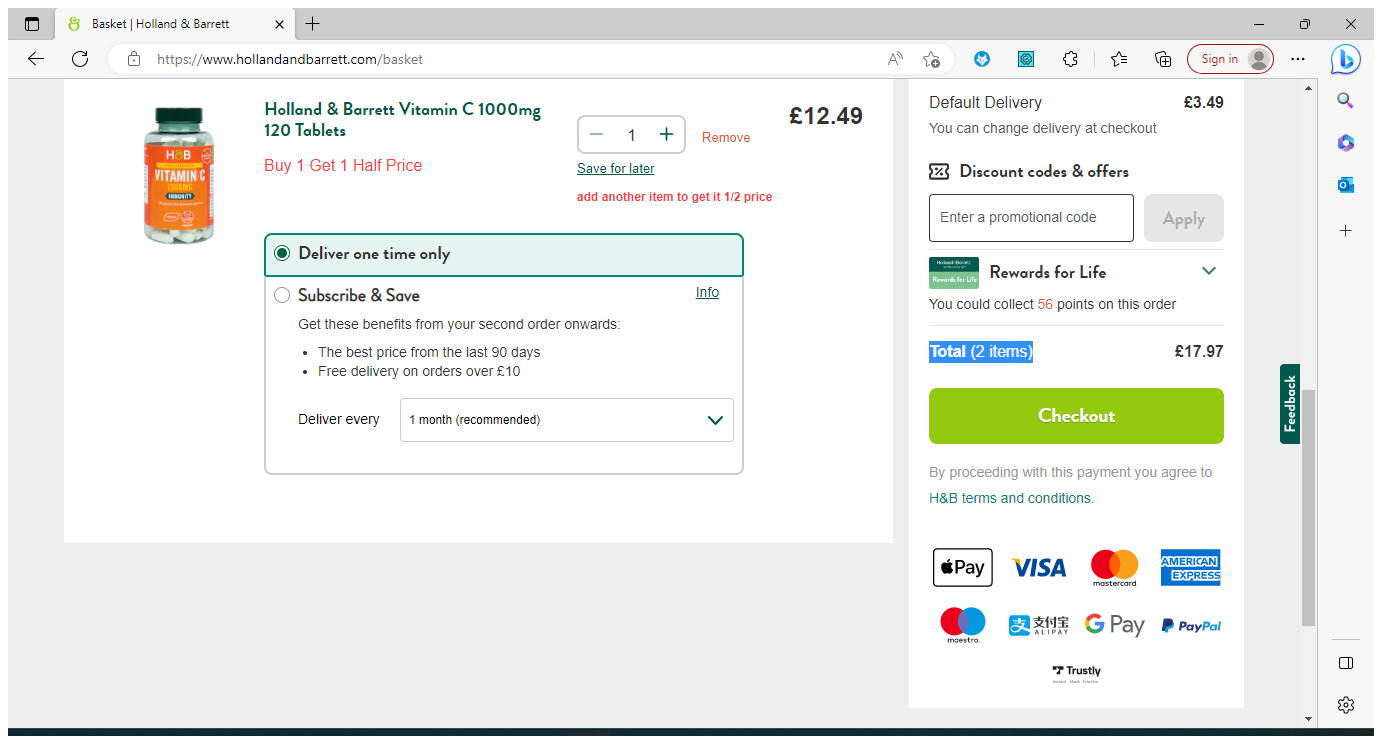 Basket | Holland & Barrett
https://www.hollandandbarrett.com/basket
Sign in
H&B
VITAMIN C
1000MG
IMMUNITY
Holland & Barrett Vitamin C 1000mg
120 Tablets
Buy 1 Get 1 Half Price
1
Remove
£12.49
Save for later
add another item to get it 1/2 price
Deliver one time only
Subscribe & Save
Info
Get these benefits from your second order onwards:
• The best price from the last 90 days
• Free delivery on orders over £10
Deliver every
1 month (recommended)
Default Delivery £3.49
You can change delivery at checkout
Discount codes & offers
Enter a promotional code
Apply
Holland & Barrett
Rewards for Life
Rewards for Life
You could collect 56 points on this order
Total (2 items) £17.97
Checkout
By proceeding with this payment you agree to
H&B terms and conditions.
Pay
VISA
mastercard
AMERICAN
EXPRESS
maestro
支 支付宝
ALIPAY
G Pay
PayPal
Trustly
Feedback